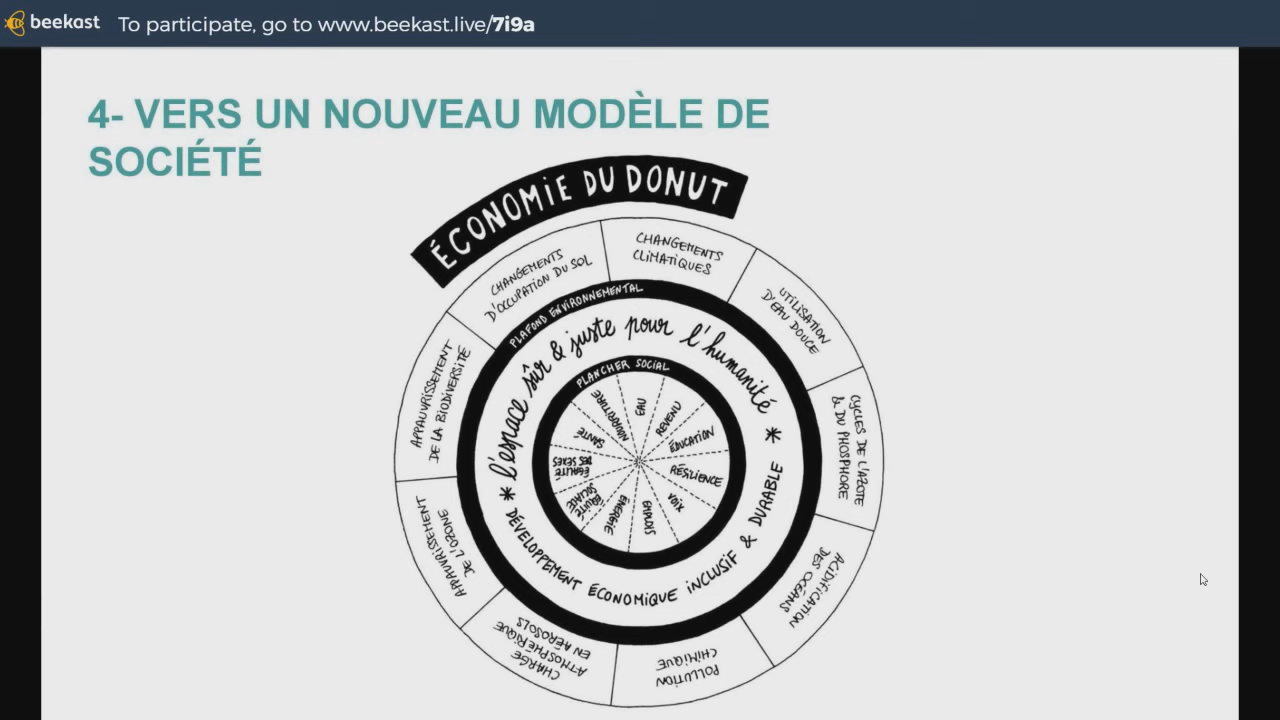 beekast
To participate, go to www.beekast.live/7i9a
4- VERS UN NOUVEAU MODÈLE DE
SOCIÉTÉ
ÉCONOMIE DU DONUT
CHANGEMENTS
CLIMATIQUES
UTILISATION
D'EAU DOUCE
CYCLES DE L'AZOTE
& DU PHOSPHORE
ACIDIFICATION
DES OCÉANS
POLLUTION
CHIMIQUE
CHARGE
ATMOSPHÉRIQUE
EN AÉROSOLS
APPAUVRISSEMENT
DE L'OZONE
APPAUVRISSEMENT
DE LA BIODIVERSITÉ
CHANGEMENTS
D'OCCUPATION DU SOL
PLAFOND ENVIRONNEMENTAL
* l'espace sûr & juste pour l'humanité *
DÉVELOPPEMENT ÉCONOMIQUE INCLUSIF & DURABLE
PLANCHER SOCIAL
EAU
REVENU
ÉDUCATION
RÉSILIENCE
VOIX
EMPLOIS
ÉNERGIE
ÉQUITÉ
SOCIALE
ÉGALITÉ
DES SEXES
SANTÉ
NOURRITURE